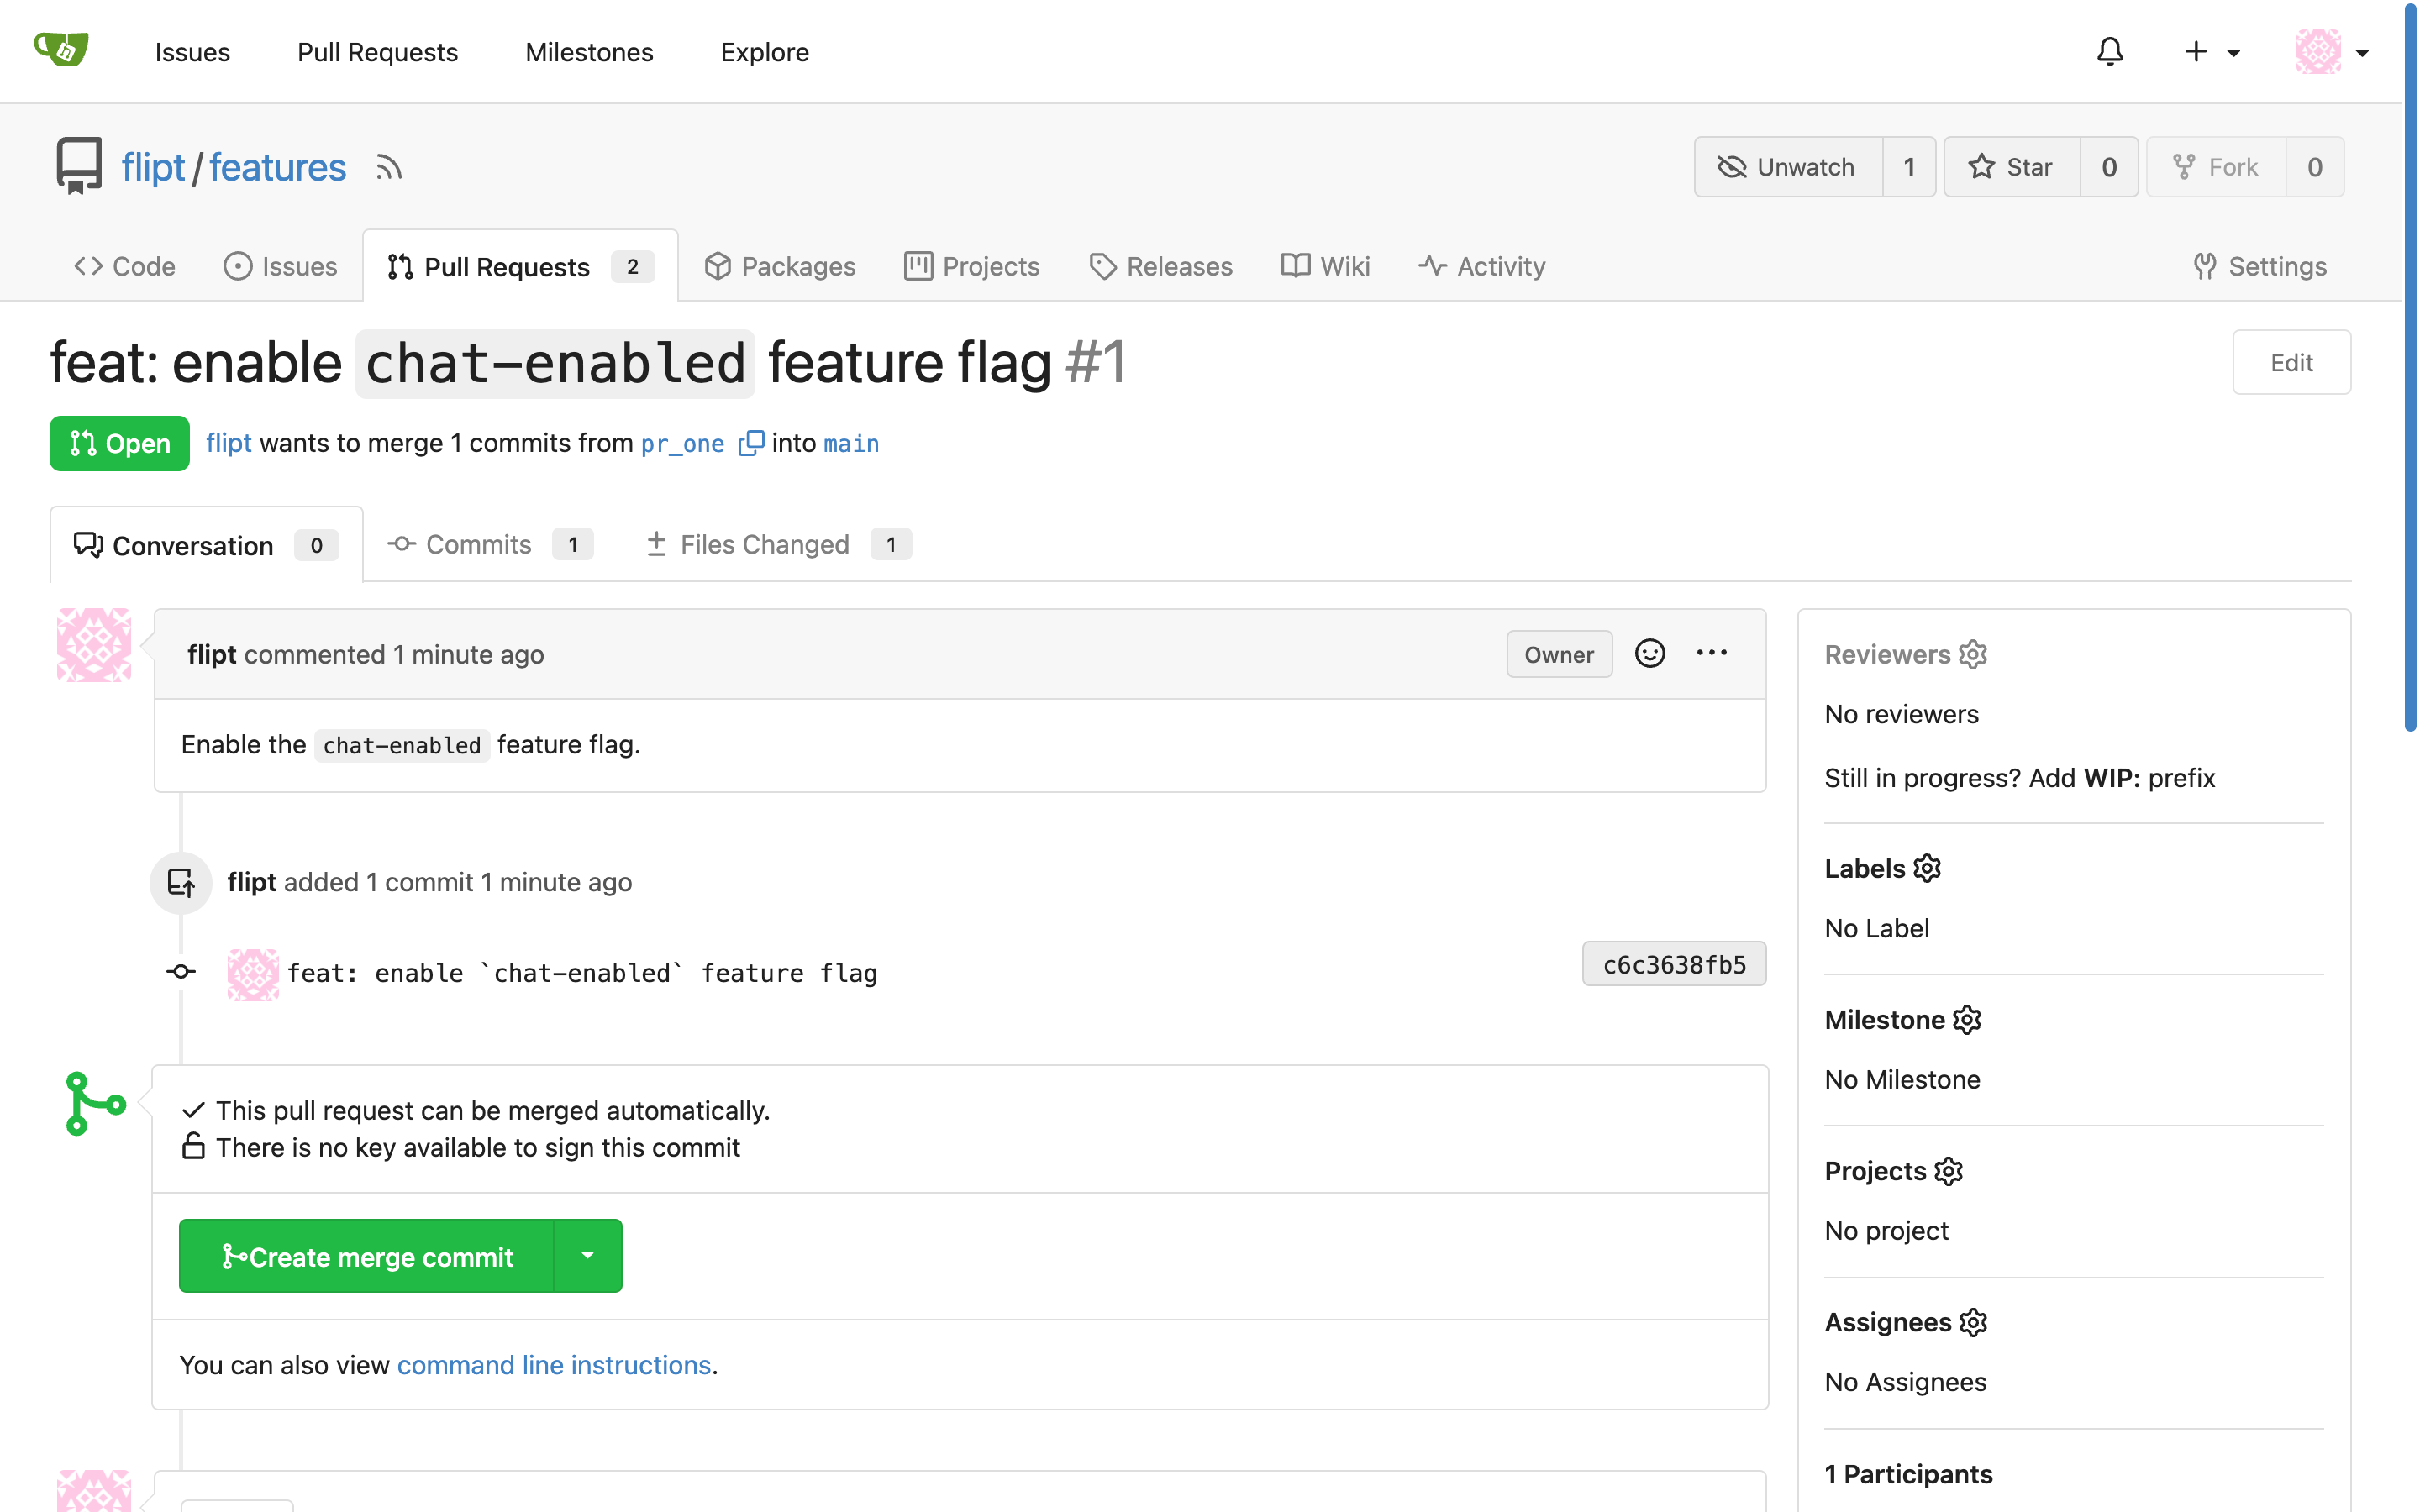 Issues Pull Requests Milestones Explore
flipt / features Unwatch 1 Star 0 Fork 0
Code Issues Pull Requests 2 Packages Projects Releases Wiki Activity Settings
feat: enable chat-enabled feature flag #1 Edit
Open flipt wants to merge 1 commits from pr_one into main
Conversation 0 Commits 1 Files Changed 1
flipt commented 1 minute ago Owner
Enable the chat-enabled feature flag.
flipt added 1 commit 1 minute ago
feat: enable `chat-enabled` feature flag c6c3638fb5
This pull request can be merged automatically.
There is no key available to sign this commit
Create merge commit
You can also view command line instructions.
Reviewers
No reviewers
Still in progress? Add WIP: prefix
Labels
No Label
Milestone
No Milestone
Projects
No project
Assignees
No Assignees
1 Participants